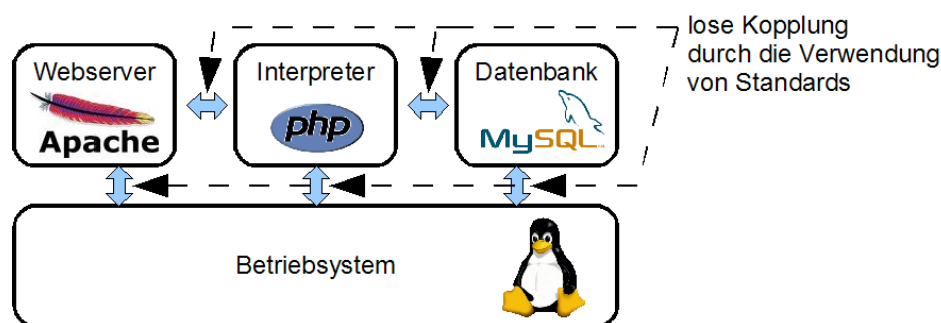 lose Kopplung
durch die Verwendung
von Standards
Webserver
Interpreter
Datenbank
Apache
php
MySQL
Betriebsystem